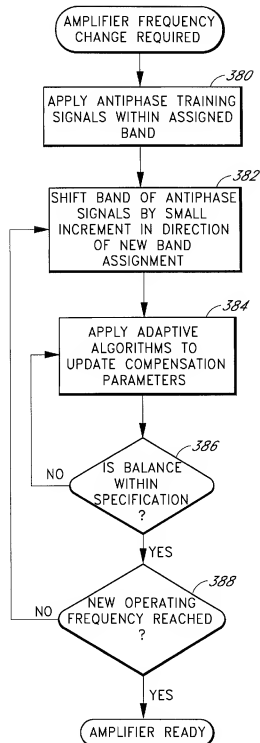 AMPLIFIER FREQUENCY
CHANGE REQUIRED
380
APPLY ANTIPHASE TRAINING
SIGNALS WITHIN ASSIGNED
BAND
382
SHIFT BAND OF ANTIPHASE
SIGNALS BY SMALL
INCREMENT IN DIRECTION
OF NEW BAND
ASSIGNMENT
384
APPLY ADAPTIVE
ALGORITHMS TO
UPDATE COMPENSATION
PARAMETERS
386
NO
IS BALANCE
WITHIN
SPECIFICATION
?
YES
388
NO
NEW OPERATING
FREQUENCY REACHED
?
YES
AMPLIFIER READY